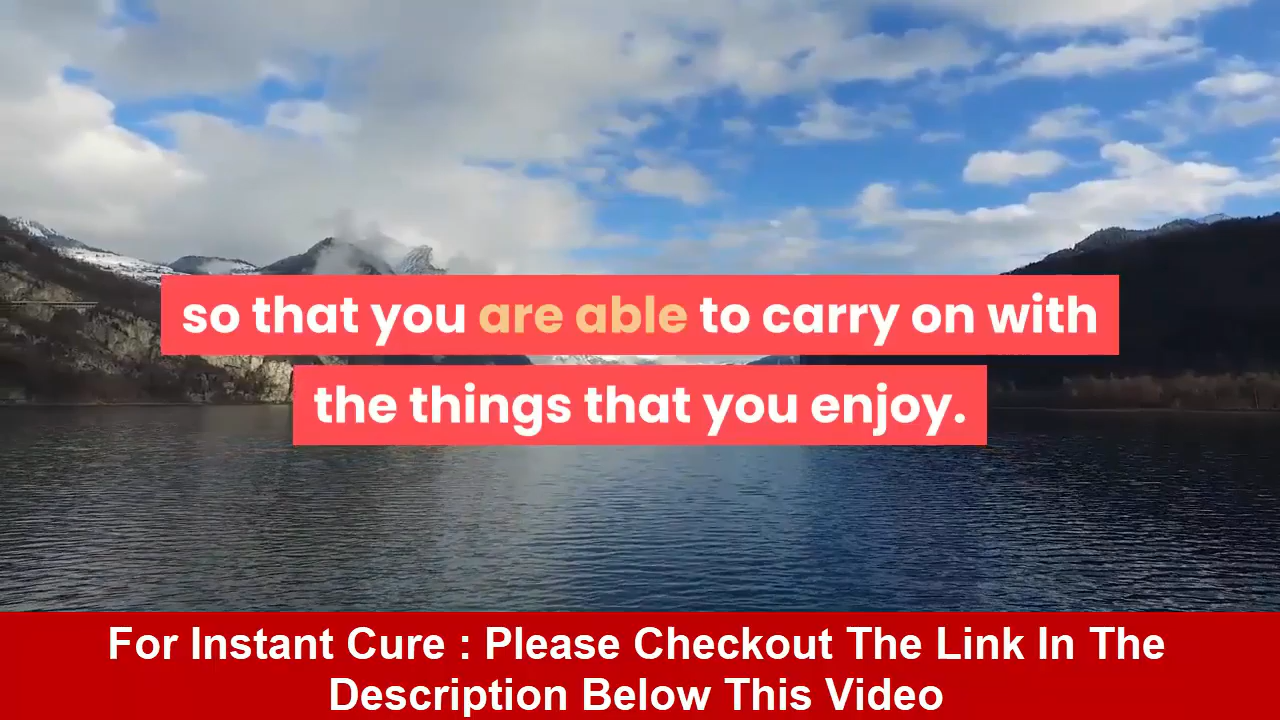 so that you are able to carry on with
the things that you enjoy.
For Instant Cure : Please Checkout The Link In The
Description Below This Video